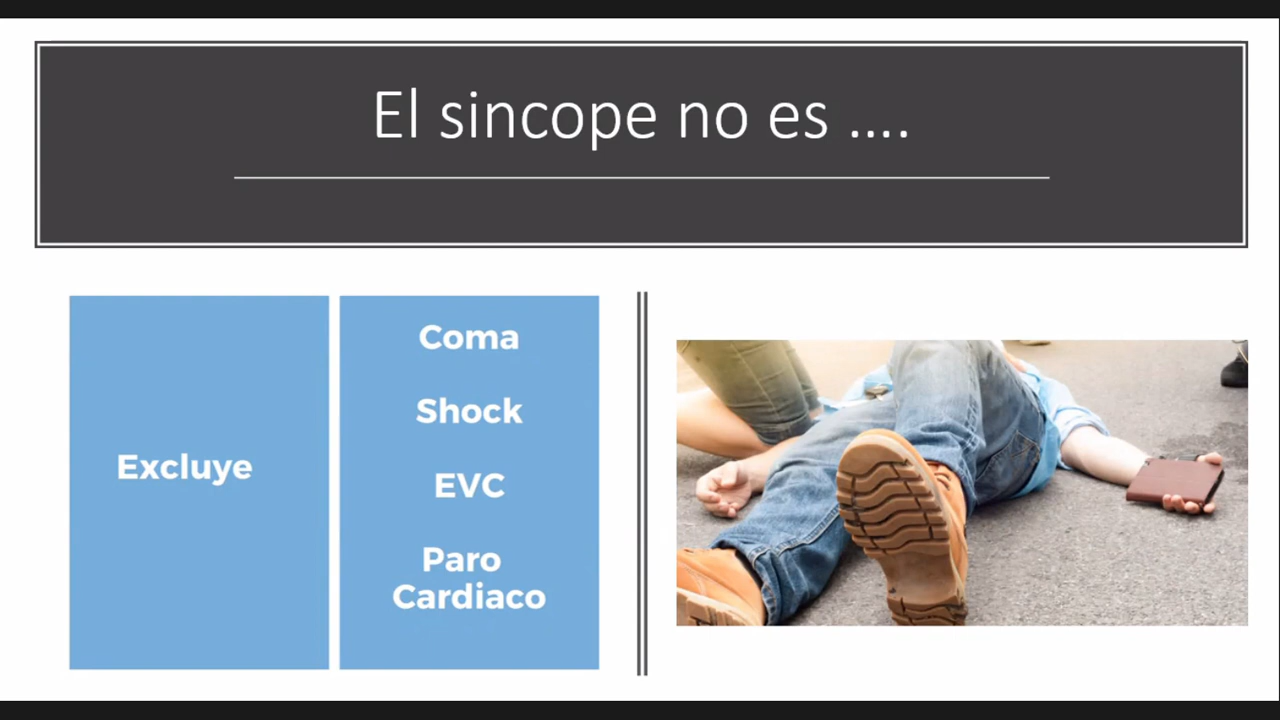 El sincope no es ....
Excluye
Coma
Shock
EVC
Paro
Cardiaco